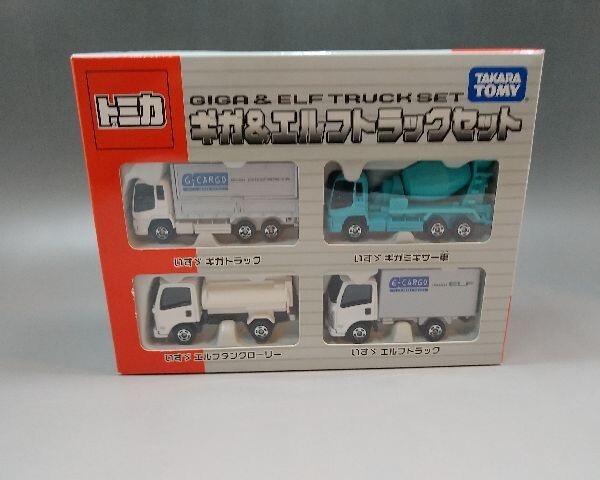 トミカ
GIGA & ELF TRUCK SET
ギガ&エルフトラックセット
TAKARA
TOMY
G-CARGO
いすゞ ギガトラック
いすゞ ギガミキサー車
E-CARGO
ELF
いすゞ エルフタンクローリー
いすゞ エルフトラック